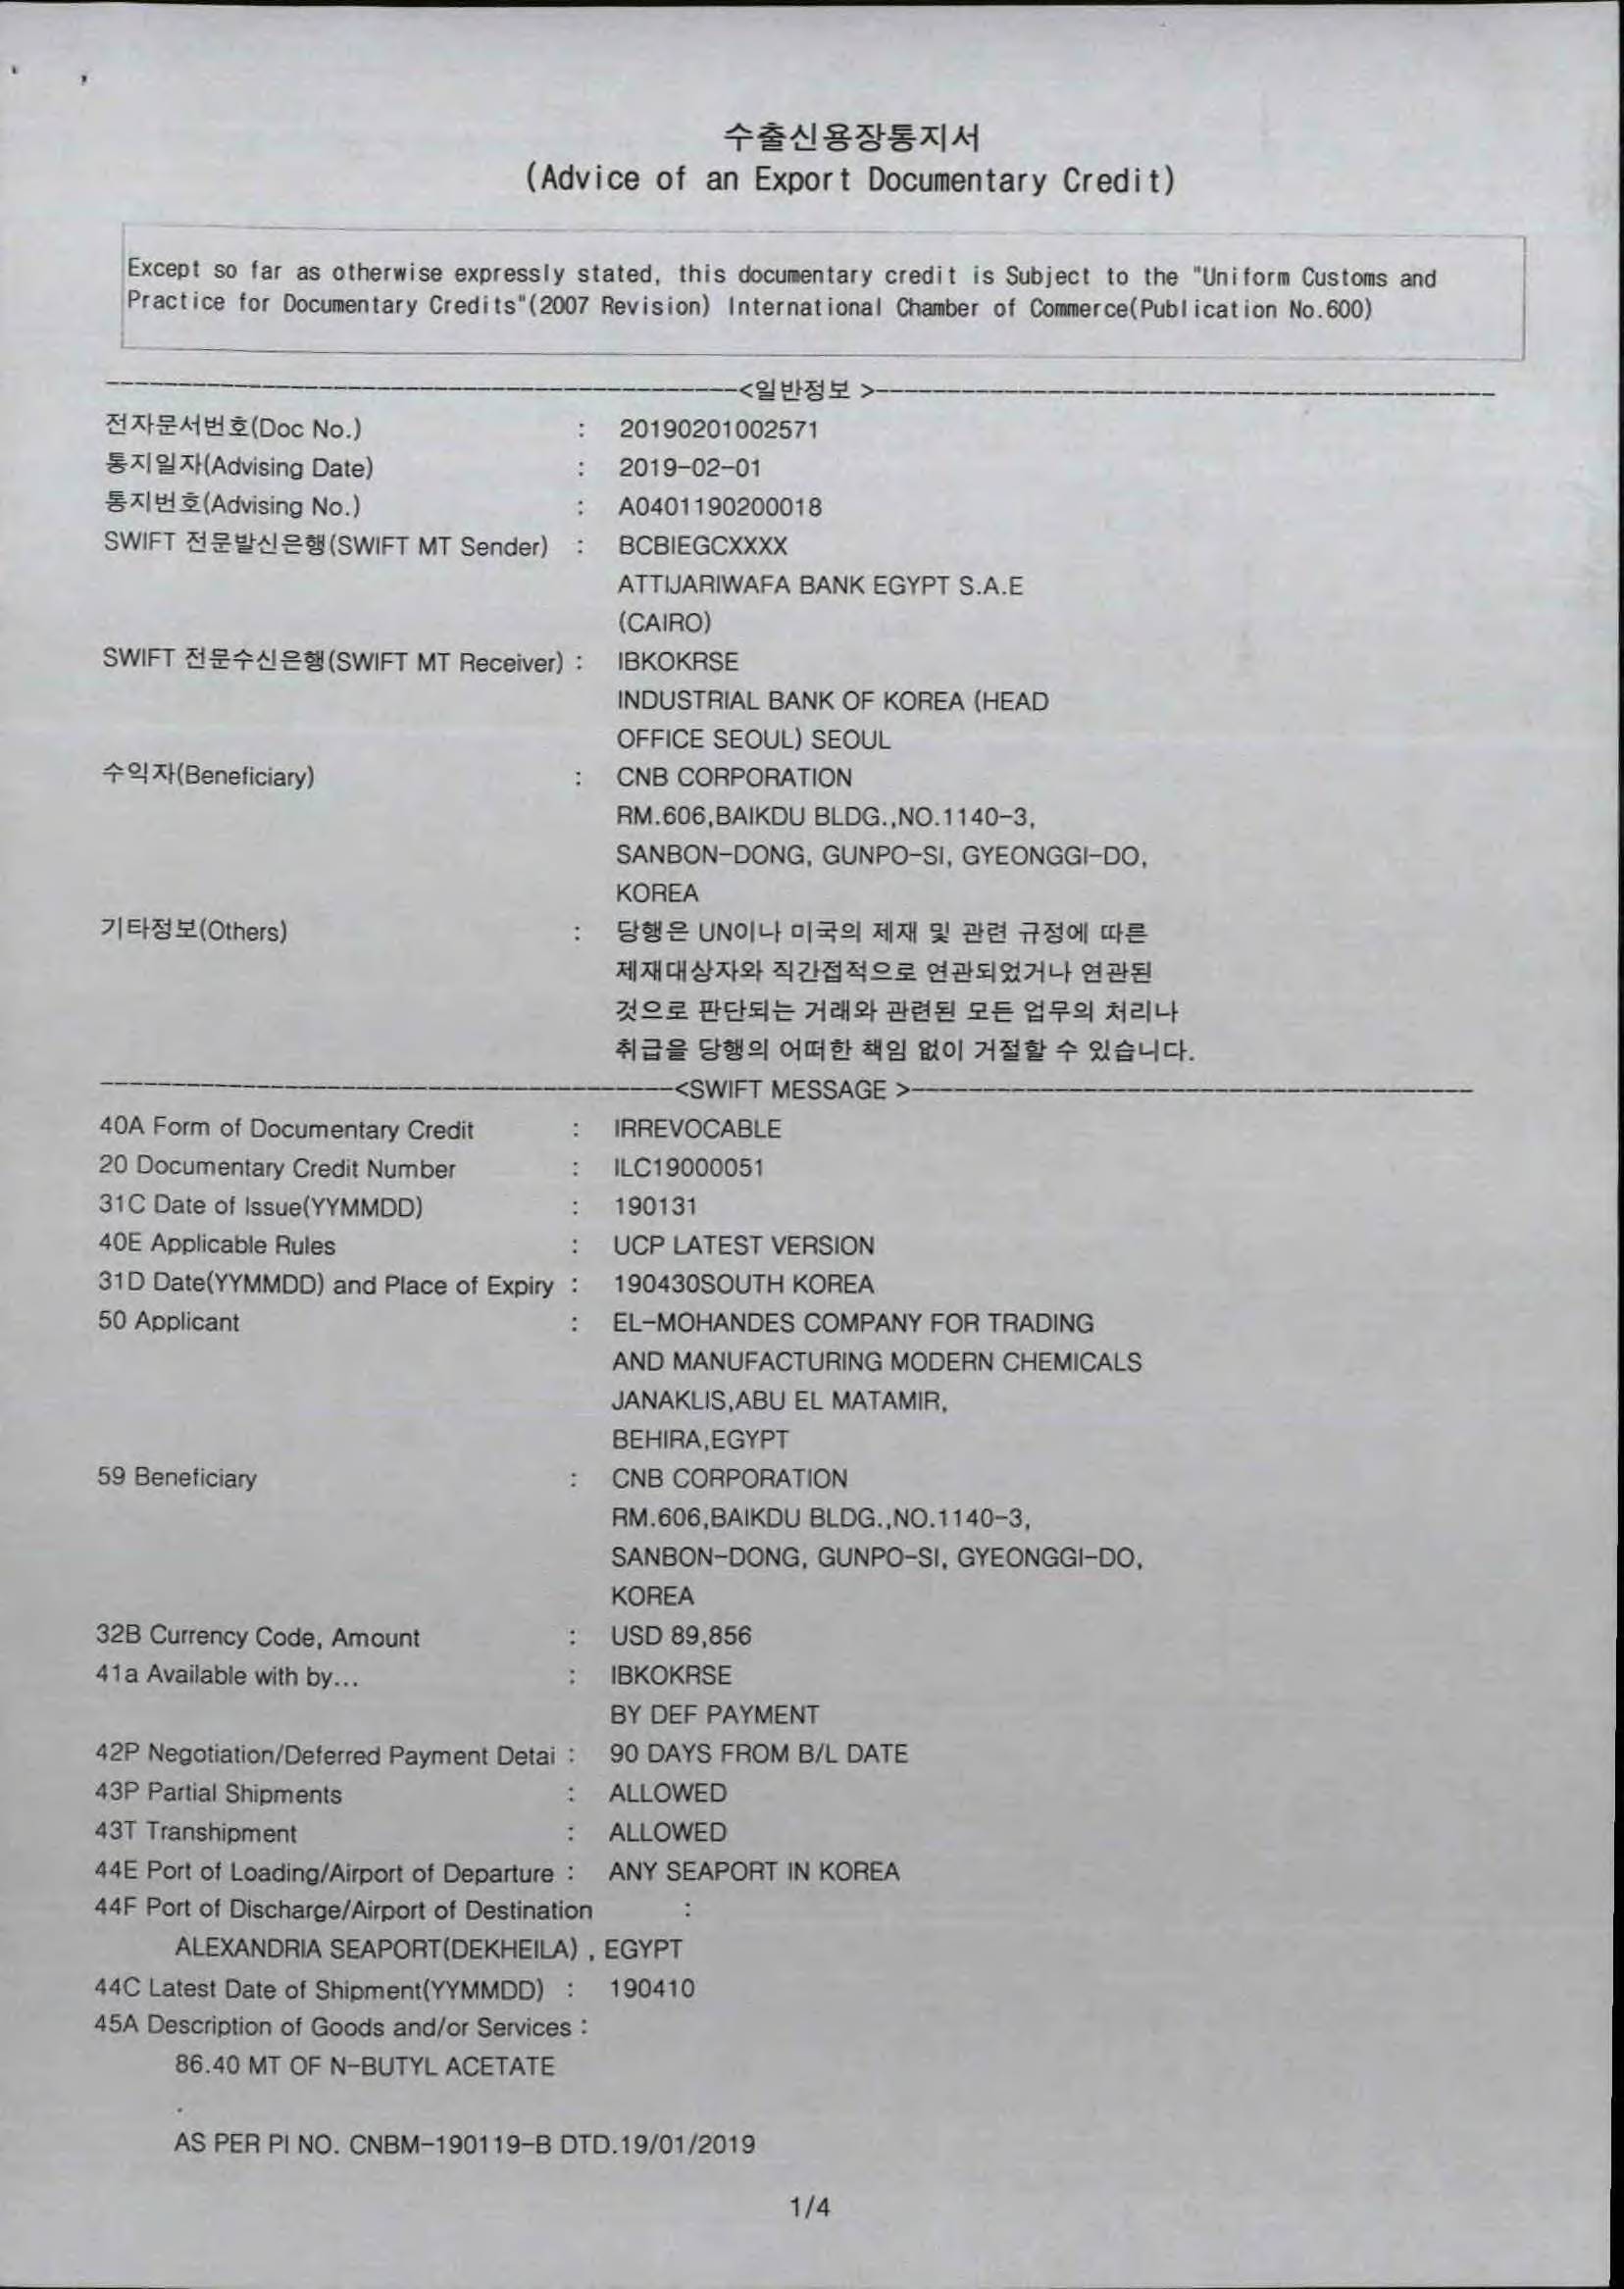 수출신용장통지서
(Advice of an Export Documentary Credit)
Except so far as otherwise expressly stated, this documentary credit is Subject to the "Uniform Customs and
Practice for Documentary Credits"(2007 Revision) International Chamber of Commerce(Publication No.600)
<일반정보 >
전자문서번호(Doc No.) : 20190201002571
통지일자(Advising Date) : 2019-02-01
통지번호(Advising No.) : A0401190200018
SWIFT 전문발신은행(SWIFT MT Sender) : BCBIEGCXXXX
ATTIJARIWAFA BANK EGYPT S.A.E
(CAIRO)
SWIFT 전문수신은행(SWIFT MT Receiver) : IBKOKRSE
INDUSTRIAL BANK OF KOREA (HEAD
OFFICE SEOUL) SEOUL
수익자(Beneficiary) : CNB CORPORATION
RM.606,BAIKDU BLDG.,NO.1140-3,
SANBON-DONG, GUNPO-SI, GYEONGGI-DO,
KOREA
기타정보(Others) : 당행은 UN이나 미국의 제재 및 관련 규정에 따른
제재대상자와 직간접적으로 연관되었거나 연관된
것으로 판단되는 거래와 관련된 모든 업무의 처리나
취급을 당행의 어떠한 책임 없이 거절할 수 있습니다.
<SWIFT MESSAGE >
40A Form of Documentary Credit : IRREVOCABLE
20 Documentary Credit Number : ILC19000051
31C Date of Issue(YYMMDD) : 190131
40E Applicable Rules : UCP LATEST VERSION
31D Date(YYMMDD) and Place of Expiry : 190430SOUTH KOREA
50 Applicant : EL-MOHANDES COMPANY FOR TRADING
AND MANUFACTURING MODERN CHEMICALS
JANAKLIS,ABU EL MATAMIR,
BEHIRA,EGYPT
59 Beneficiary : CNB CORPORATION
RM.606,BAIKDU BLDG.,NO.1140-3,
SANBON-DONG, GUNPO-SI, GYEONGGI-DO,
KOREA
32B Currency Code, Amount : USD 89,856
41a Available with by... : IBKOKRSE
BY DEF PAYMENT
42P Negotiation/Deferred Payment Detai : 90 DAYS FROM B/L DATE
43P Partial Shipments : ALLOWED
43T Transhipment : ALLOWED
44E Port of Loading/Airport of Departure : ANY SEAPORT IN KOREA
44F Port of Discharge/Airport of Destination :
ALEXANDRIA SEAPORT(DEKHEILA) , EGYPT
44C Latest Date of Shipment(YYMMDD) : 190410
45A Description of Goods and/or Services :
86.40 MT OF N-BUTYL ACETATE
.
AS PER PI NO. CNBM-190119-B DTD.19/01/2019
1/4